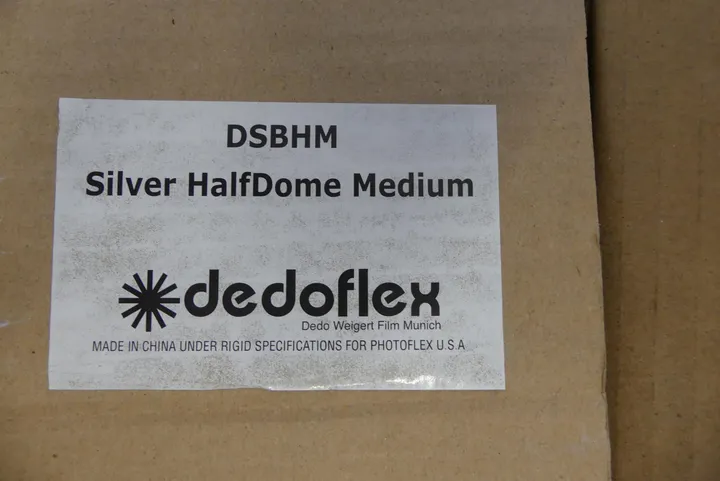 DSBHM
Silver HalfDome Medium
dedoflex
Dedo Weigert Film Munich
MADE IN CHINA UNDER RIGID SPECIFICATIONS FOR PHOTOFLEX U.S.A